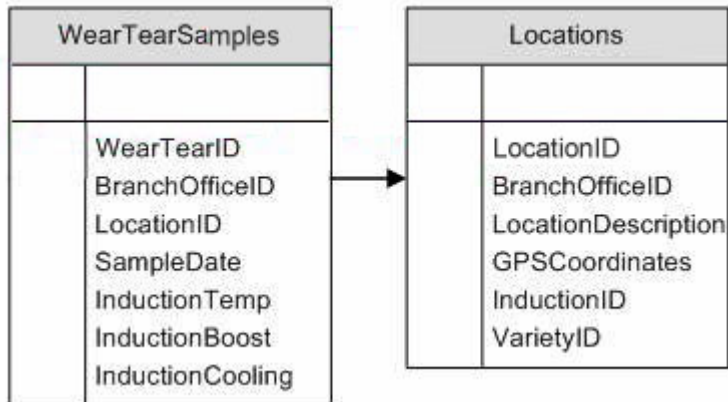 WearTearSamples
WearTearID
BranchOfficeID
LocationID
SampleDate
InductionTemp
InductionBoost
InductionCooling
Locations
LocationID
BranchOfficeID
LocationDescription
GPSCoordinates
InductionID
VarietyID